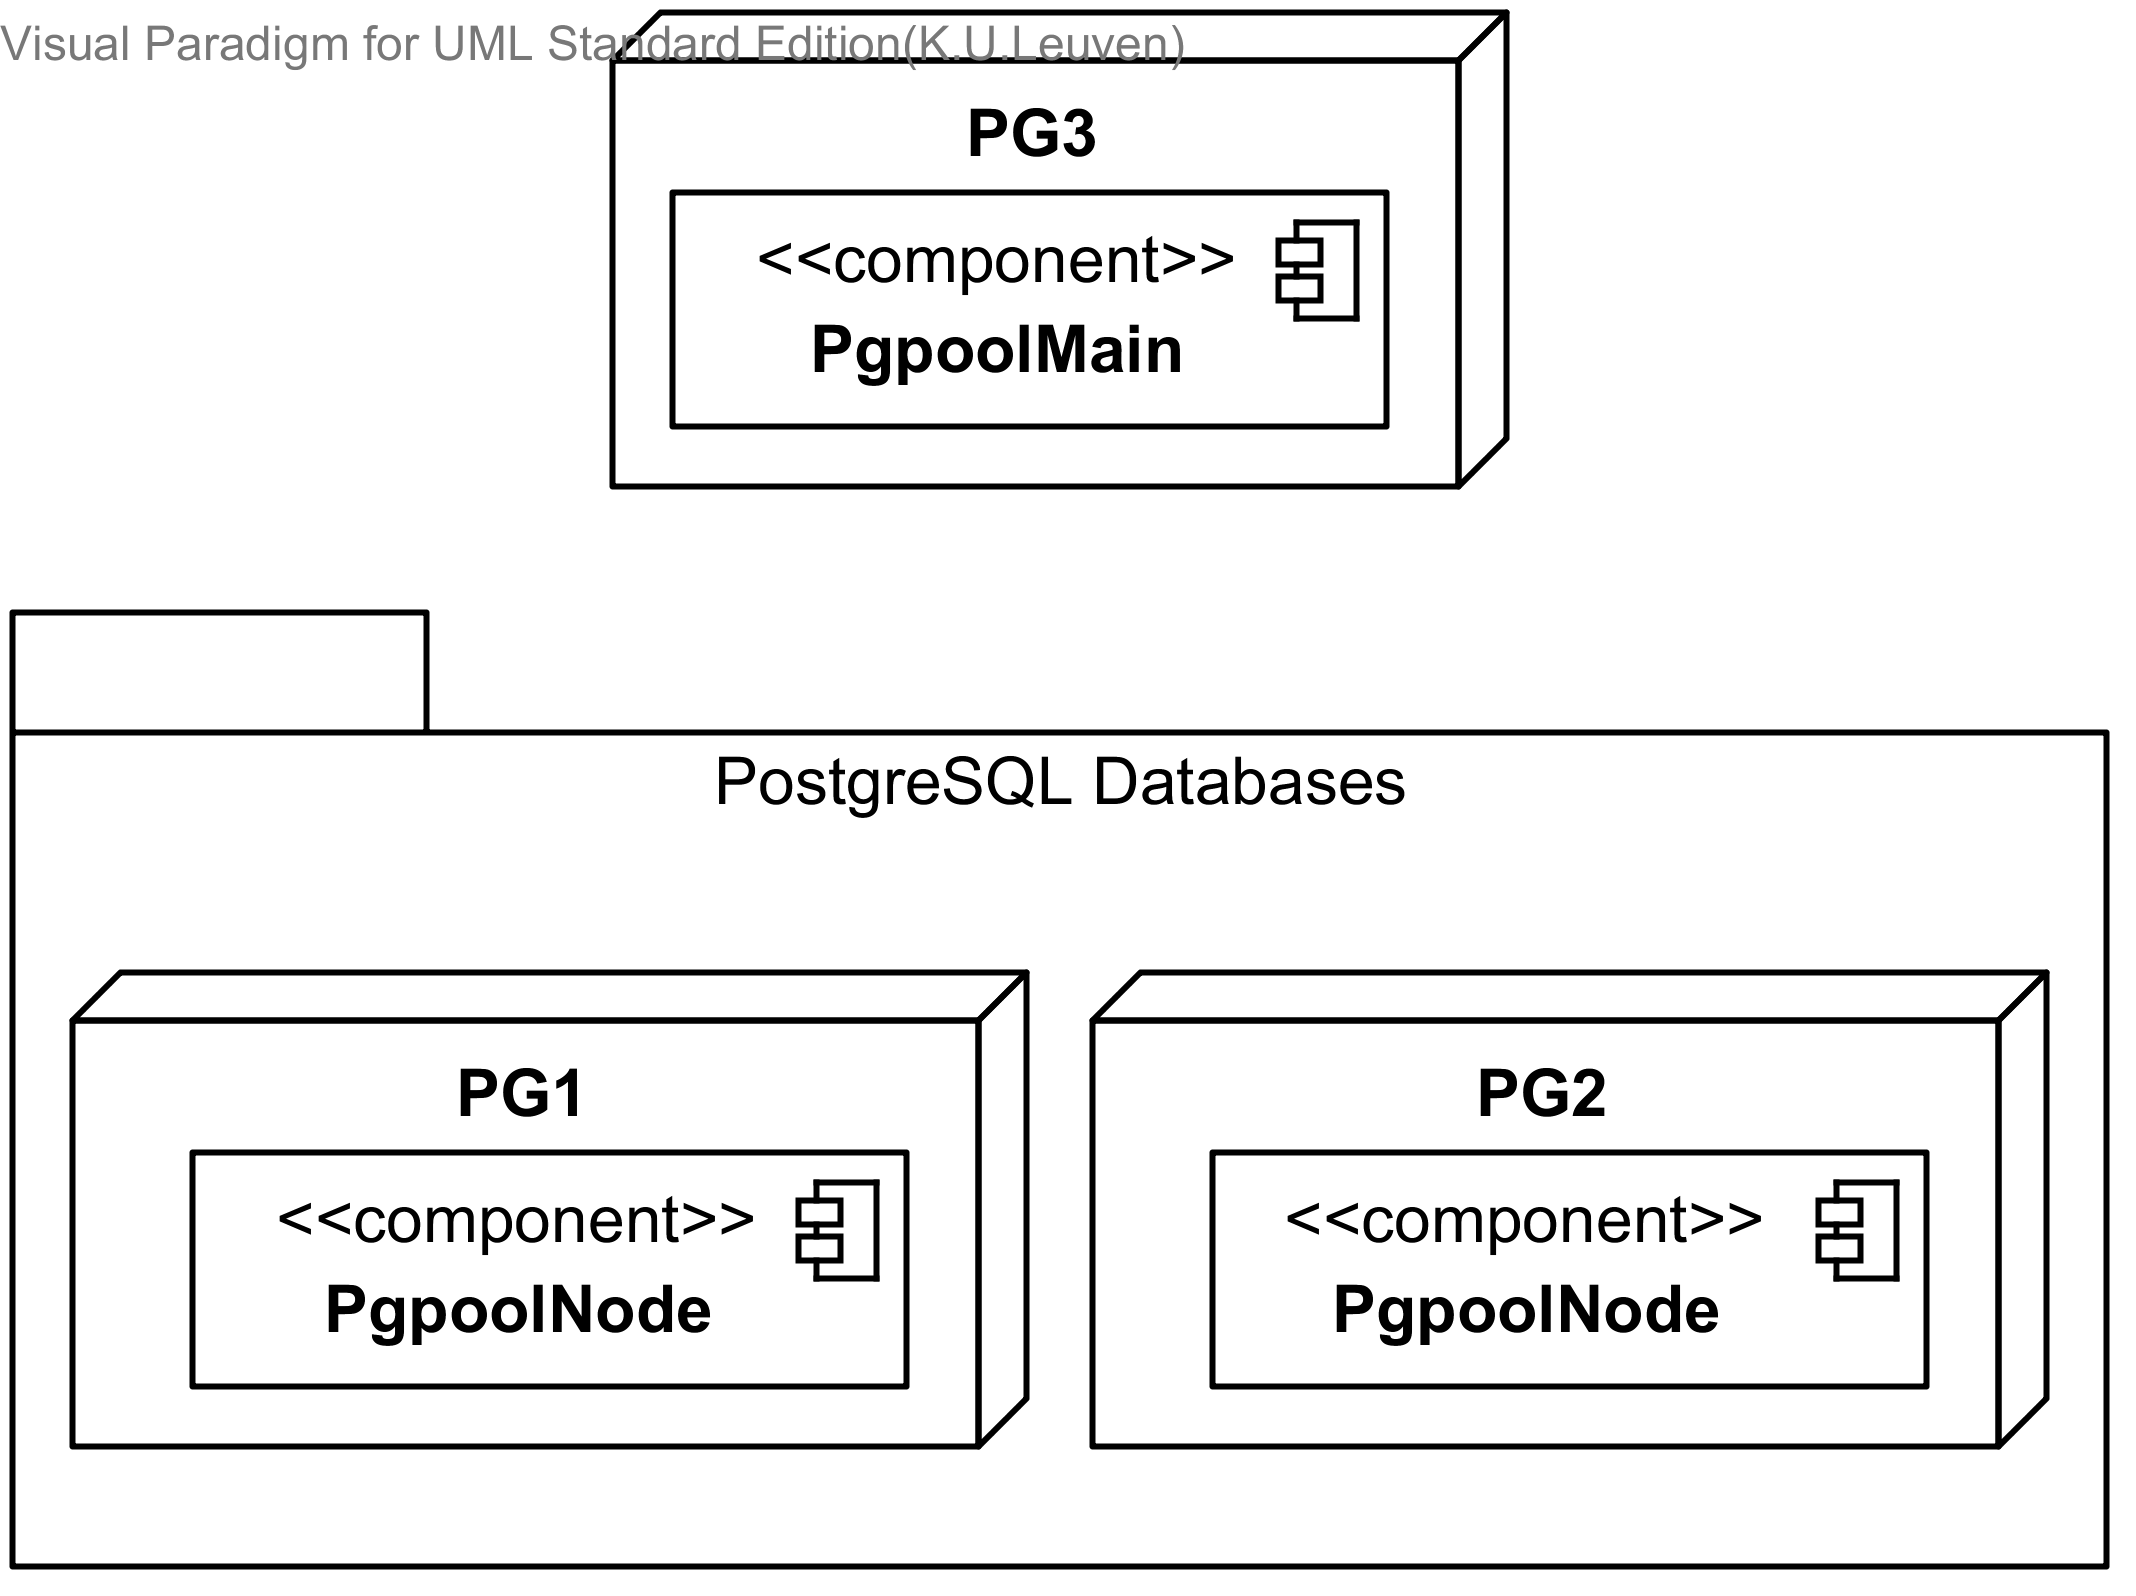 Visual Paradigm for UML Standard Edition(K.U.Leuven)
PG3
<<component>>
PgpoolMain
PostgreSQL Databases
PG1
<<component>>
PgpoolNode
PG2
<<component>>
PgpoolNode